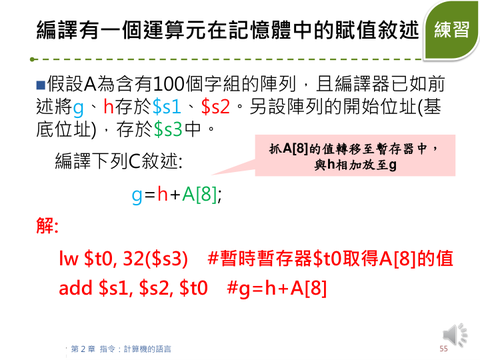 編譯有一個運算元在記憶體中的賦值敘述
練習
■假設A為含有100個字組的陣列，且編譯器已如前
述將g、h存於$s1、$s2。另設陣列的開始位址(基
底位址)，存於$s3中。
抓A[8]的值轉移至暫存器中，
與h相加放至g
編譯下列C敘述:
g=h+A[8];
解:
lw $t0, 32($s3) #暫時暫存器$t0取得A[8]的值
add $s1, $s2, $t0 #g=h+A[8]
第 2 章 指令：計算機的語言
55